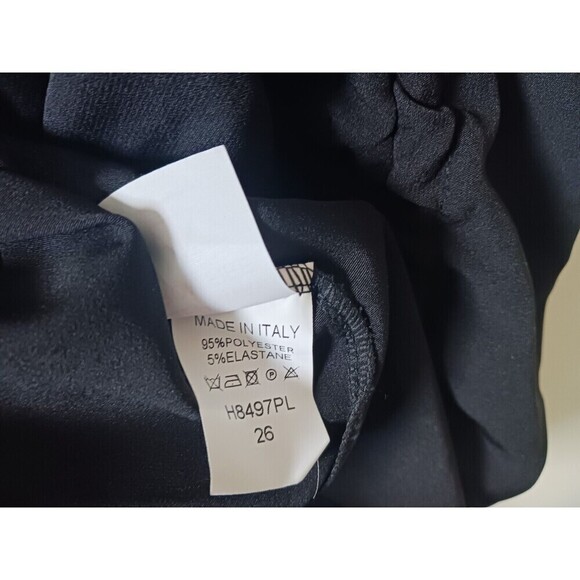 MADE IN ITALY
95%POLYESTER
5%ELASTANE
H8497PL
26